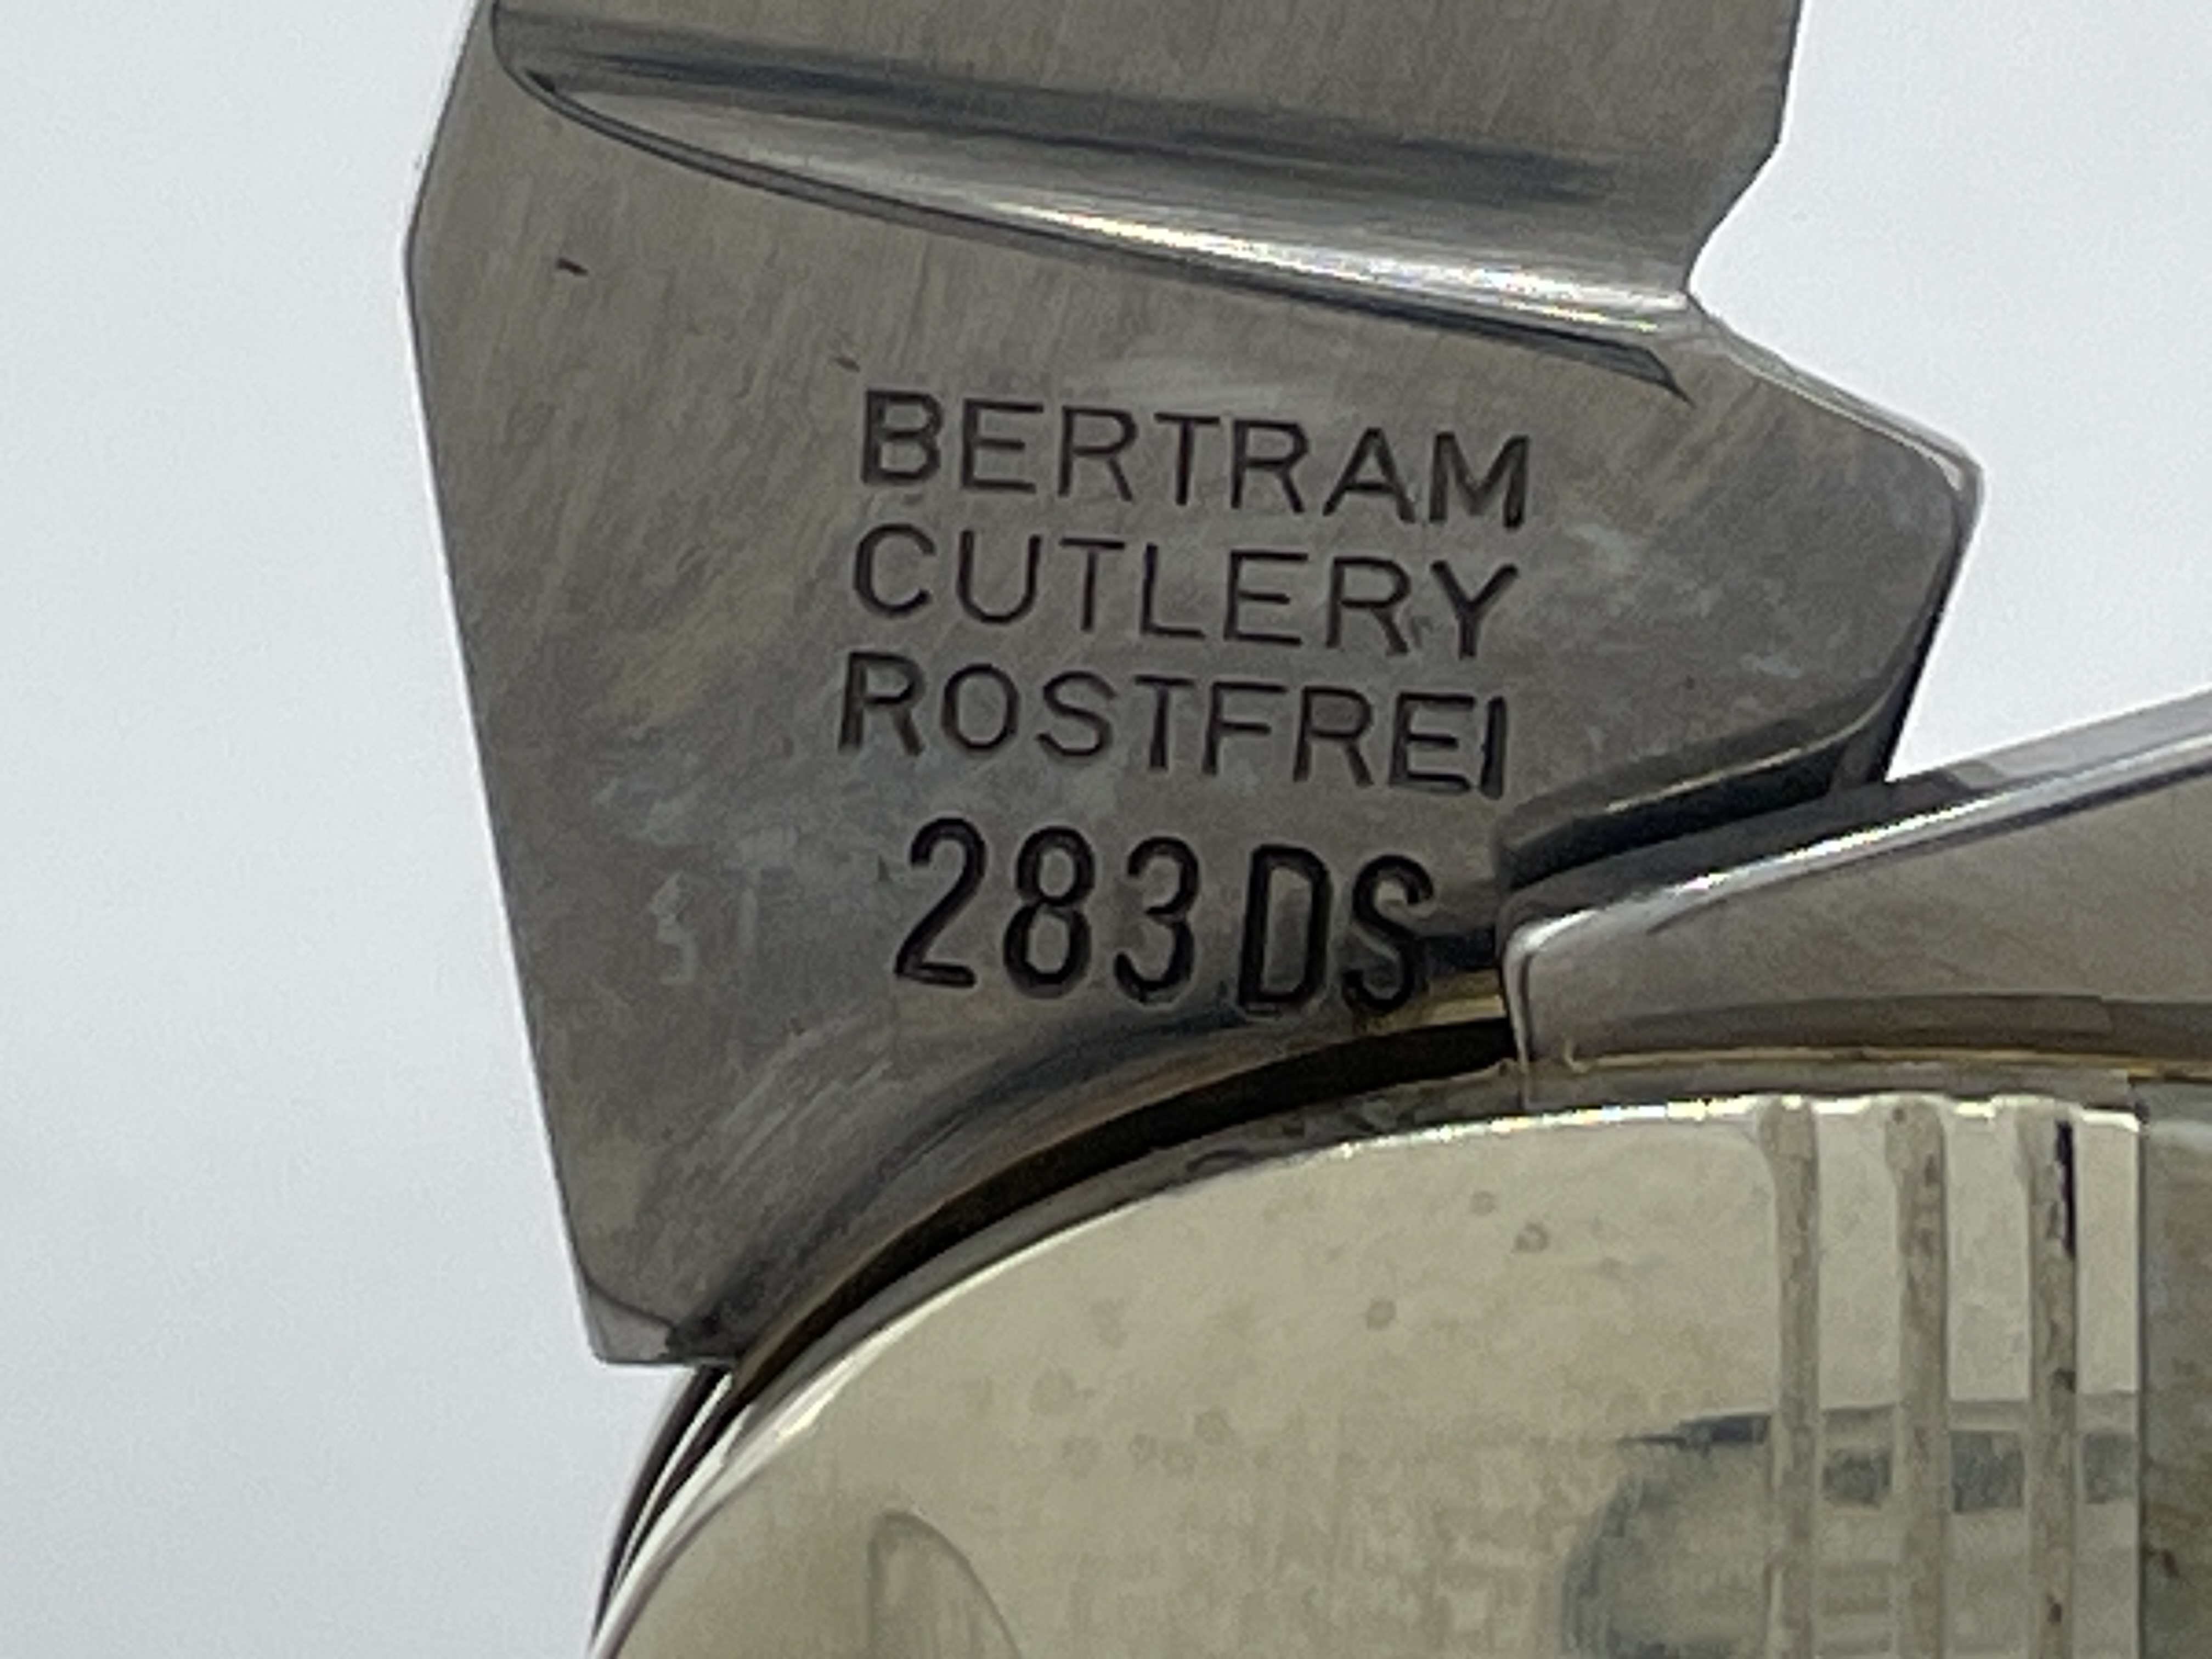 BERTRAM
CUTLERY
ROSTFREI
283DS